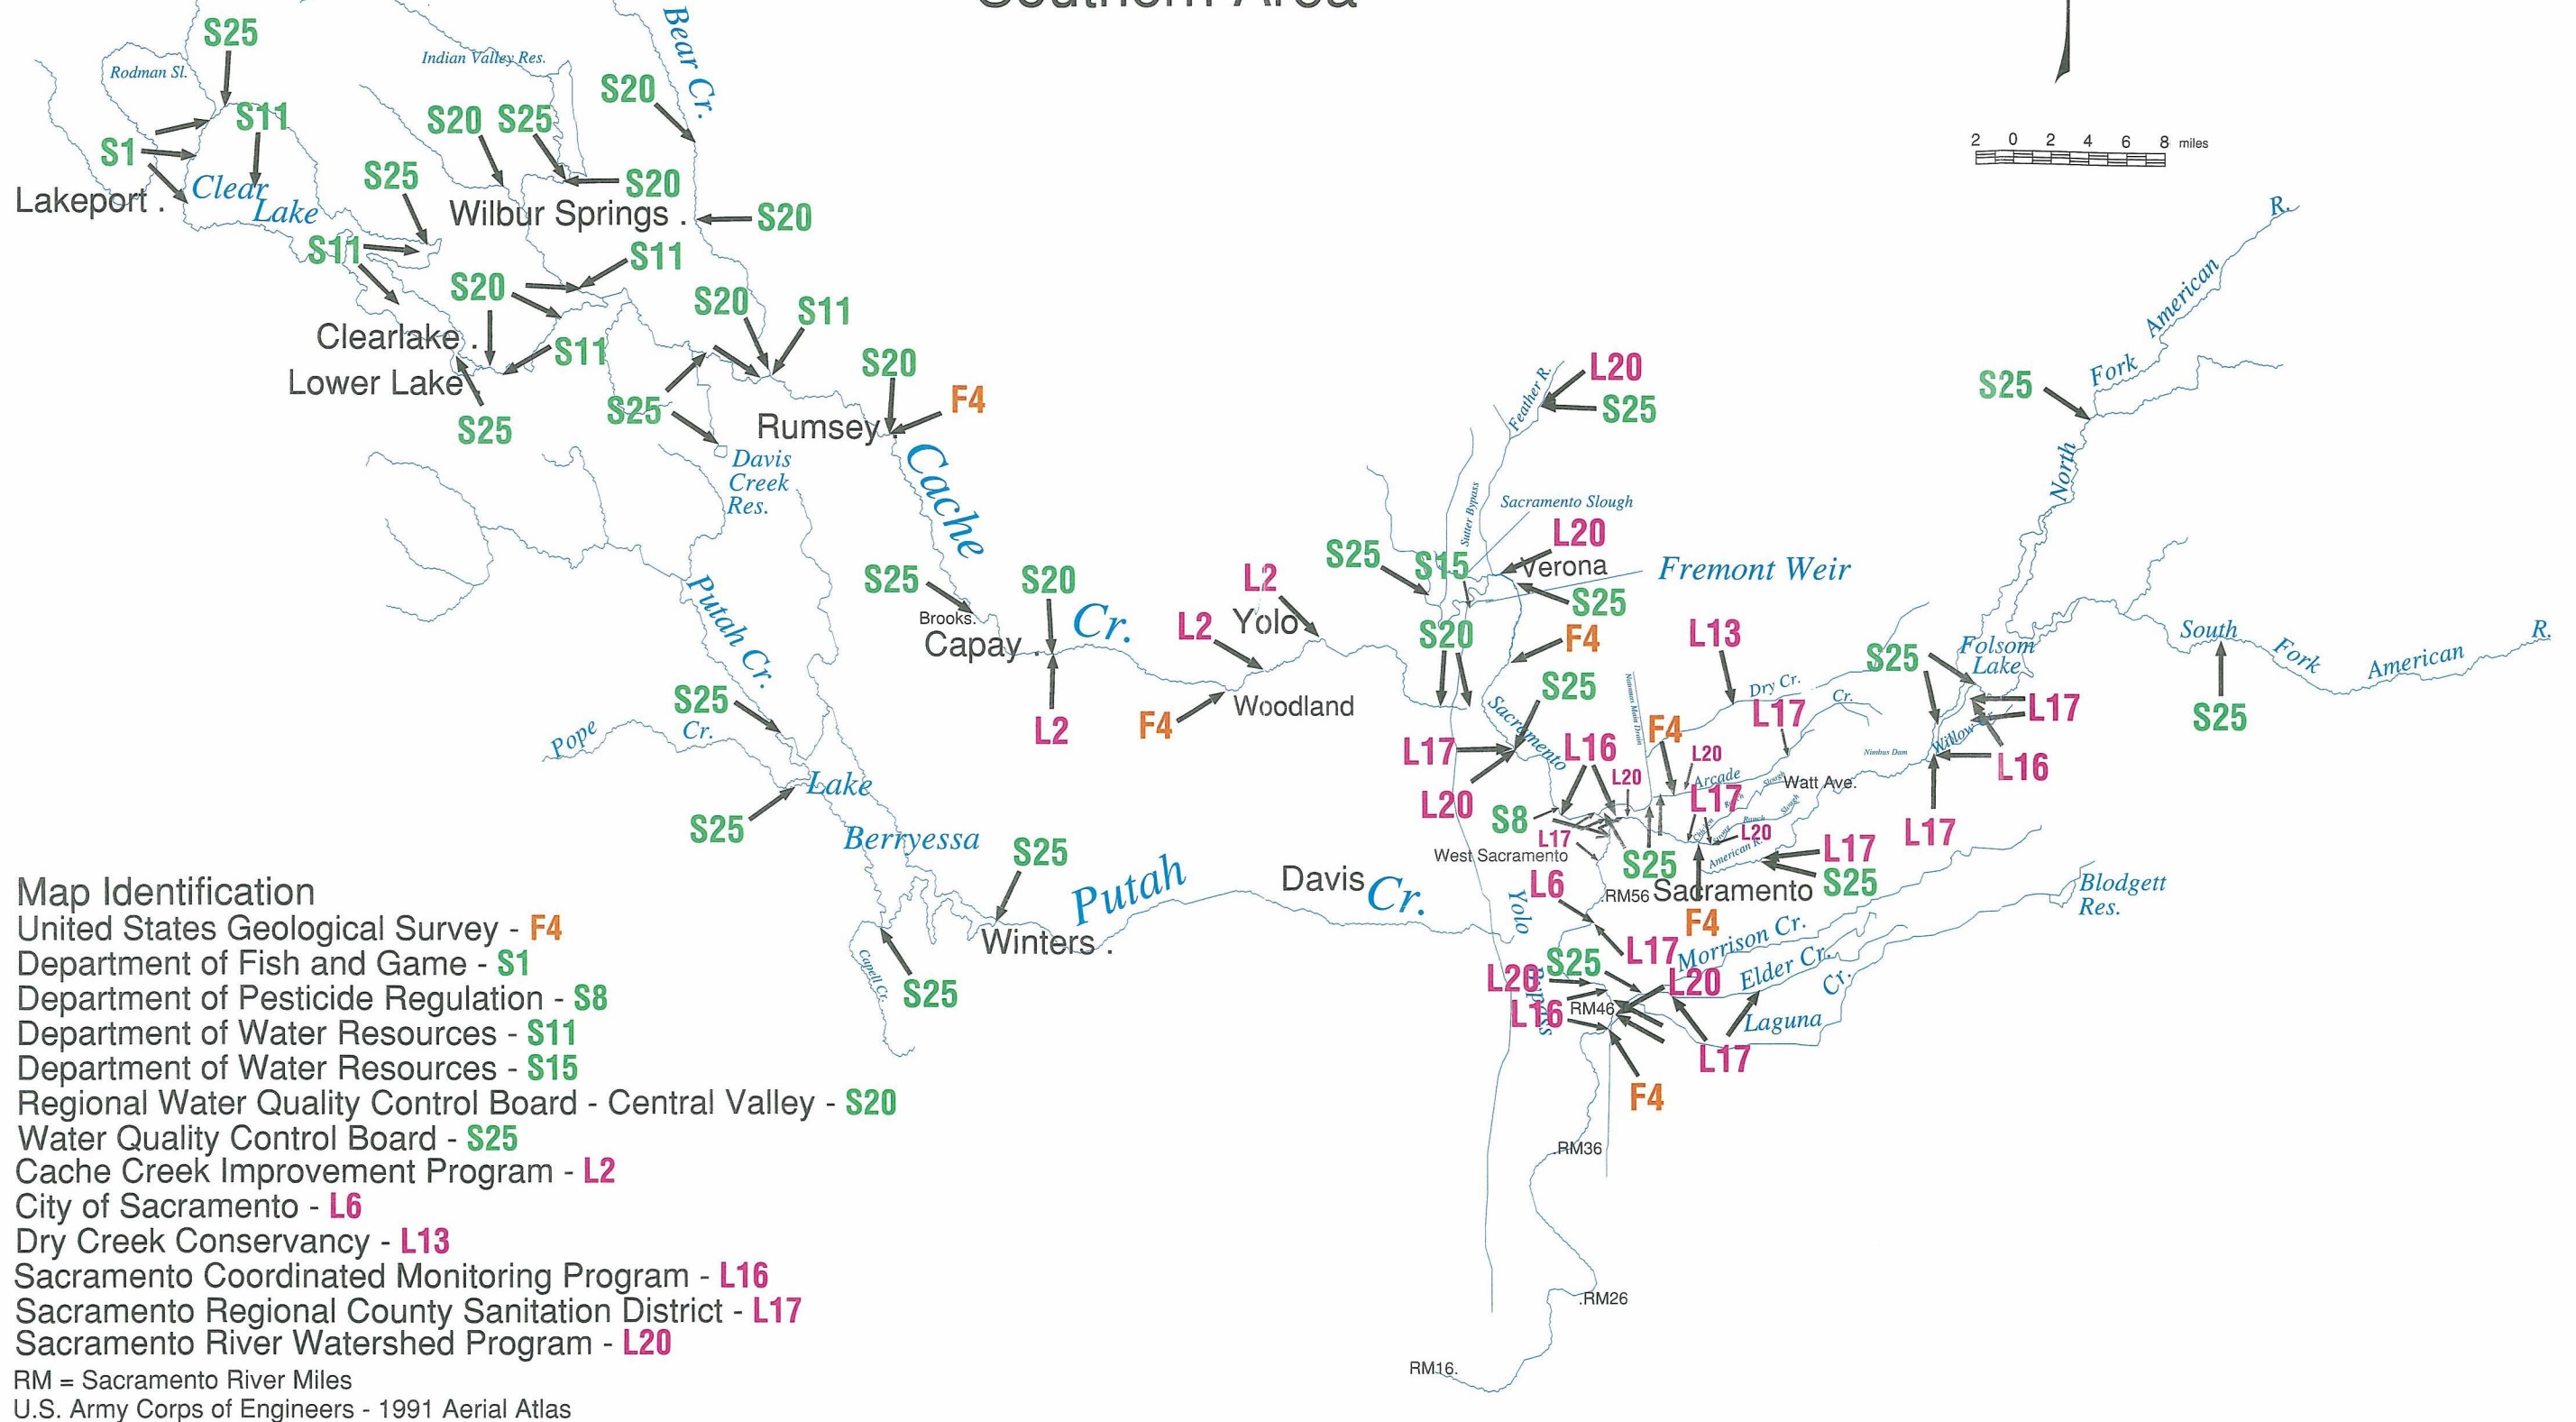 Southern Area
S25
Rodman Sl.
Indian Valley Res.
Bear Cr.
S20
S11
S20 S25
S1
2 0 2 4 6 8 miles
S25
S20
Lakeport .
Clear
Lake
Wilbur Springs .
S20
R.
S11
S11
American
S20
S20
S11
Clearlake .
S11
Lower Lake .
S20
Fork
L20
S25
Feather R.
S25
F4
S25
S25
Rumsey .
Cache
Davis
Creek
Res.
North
Sutter Bypass
Sacramento Slough
L20
S25
S15
Verona
Fremont Weir
S25
S20
L2
Brooks.
S25
Putah Cr.
Capay .
Cr.
L2
Yolo
S20
F4
L13
S25
Folsom
Lake
South
Fork
American
R.
S25
L2
F4
Woodland
S25
Sacramento
Natomas Main Drain
Dry Cr.
Cr.
L17
L17
S25
Pope
Cr.
F4
L17
L16
L20
Nimbus Dam
Willow
L16
Lake
L20
L20
Arcade
Slough
Watt Ave.
S25
S8
L17
Slough
L17
Berryessa
L17
L20
S25
West Sacramento
S25
American R.
L17
S25
Putah
Davis
Cr.
L6
.RM56
Sacramento
Blodgett
Res.
Yolo
F4
Winters .
Morrison Cr.
L17
Capell Cr.
S25
L20
S25
L20
Elder Cr.
Cr.
L16
Bypass
RM46
Laguna
L17
F4
.RM36
.RM26
RM16.
Map Identification
United States Geological Survey - F4
Department of Fish and Game - S1
Department of Pesticide Regulation - S8
Department of Water Resources - S11
Department of Water Resources - S15
Regional Water Quality Control Board - Central Valley - S20
Water Quality Control Board - S25
Cache Creek Improvement Program - L2
City of Sacramento - L6
Dry Creek Conservancy - L13
Sacramento Coordinated Monitoring Program - L16
Sacramento Regional County Sanitation District - L17
Sacramento River Watershed Program - L20
RM = Sacramento River Miles
U.S. Army Corps of Engineers - 1991 Aerial Atlas